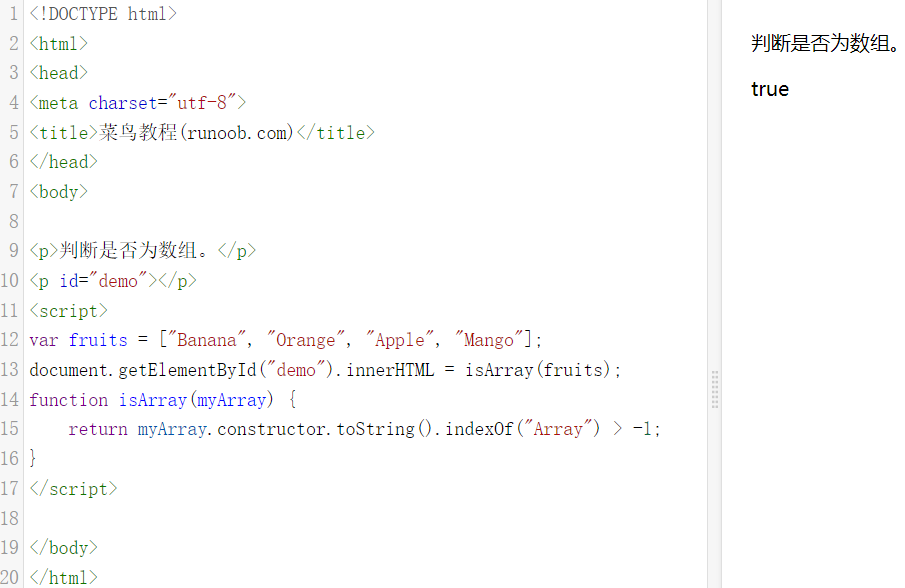 1 <!DOCTYPE html>
2 <html>
3 <head>
4 <meta charset="utf-8">
5 <title>菜鸟教程(runoob.com)</title>
6 </head>
7 <body>
8
9 <p>判断是否为数组。</p>
10 <p id="demo"></p>
11 <script>
12 var fruits = ["Banana", "Orange", "Apple", "Mango"];
13 document.getElementById("demo").innerHTML = isArray(fruits);
14 function isArray(myArray) {
15     return myArray.constructor.toString().indexOf("Array") > -1;
16 }
17 </script>
18
19 </body>
20 </html>
判断是否为数组。
true